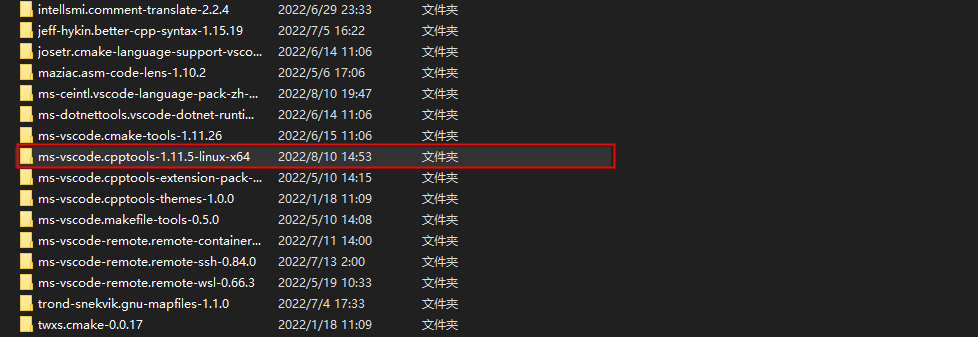 intellsmi.comment-translate-2.2.4 2022/6/29 23:33 文件夹
jeff-hykin.better-cpp-syntax-1.15.19 2022/7/5 16:22 文件夹
josetr.cmake-language-support-vsco... 2022/6/14 11:06 文件夹
maziac.asm-code-lens-1.10.2 2022/5/6 17:06 文件夹
ms-ceintl.vscode-language-pack-zh-... 2022/8/10 19:47 文件夹
ms-dotnettools.vscode-dotnet-runti... 2022/6/14 11:06 文件夹
ms-vscode.cmake-tools-1.11.26 2022/6/15 11:06 文件夹
ms-vscode.cpptools-1.11.5-linux-x64 2022/8/10 14:53 文件夹
ms-vscode.cpptools-extension-pack-... 2022/5/10 14:15 文件夹
ms-vscode.cpptools-themes-1.0.0 2022/1/18 11:09 文件夹
ms-vscode.makefile-tools-0.5.0 2022/5/10 14:08 文件夹
ms-vscode-remote.remote-container... 2022/7/11 14:00 文件夹
ms-vscode-remote.remote-ssh-0.84.0 2022/7/13 2:00 文件夹
ms-vscode-remote.remote-wsl-0.66.3 2022/5/19 10:33 文件夹
trond-snekvik.gnu-mapfiles-1.1.0 2022/7/4 17:33 文件夹
twxs.cmake-0.0.17 2022/1/18 11:09 文件夹